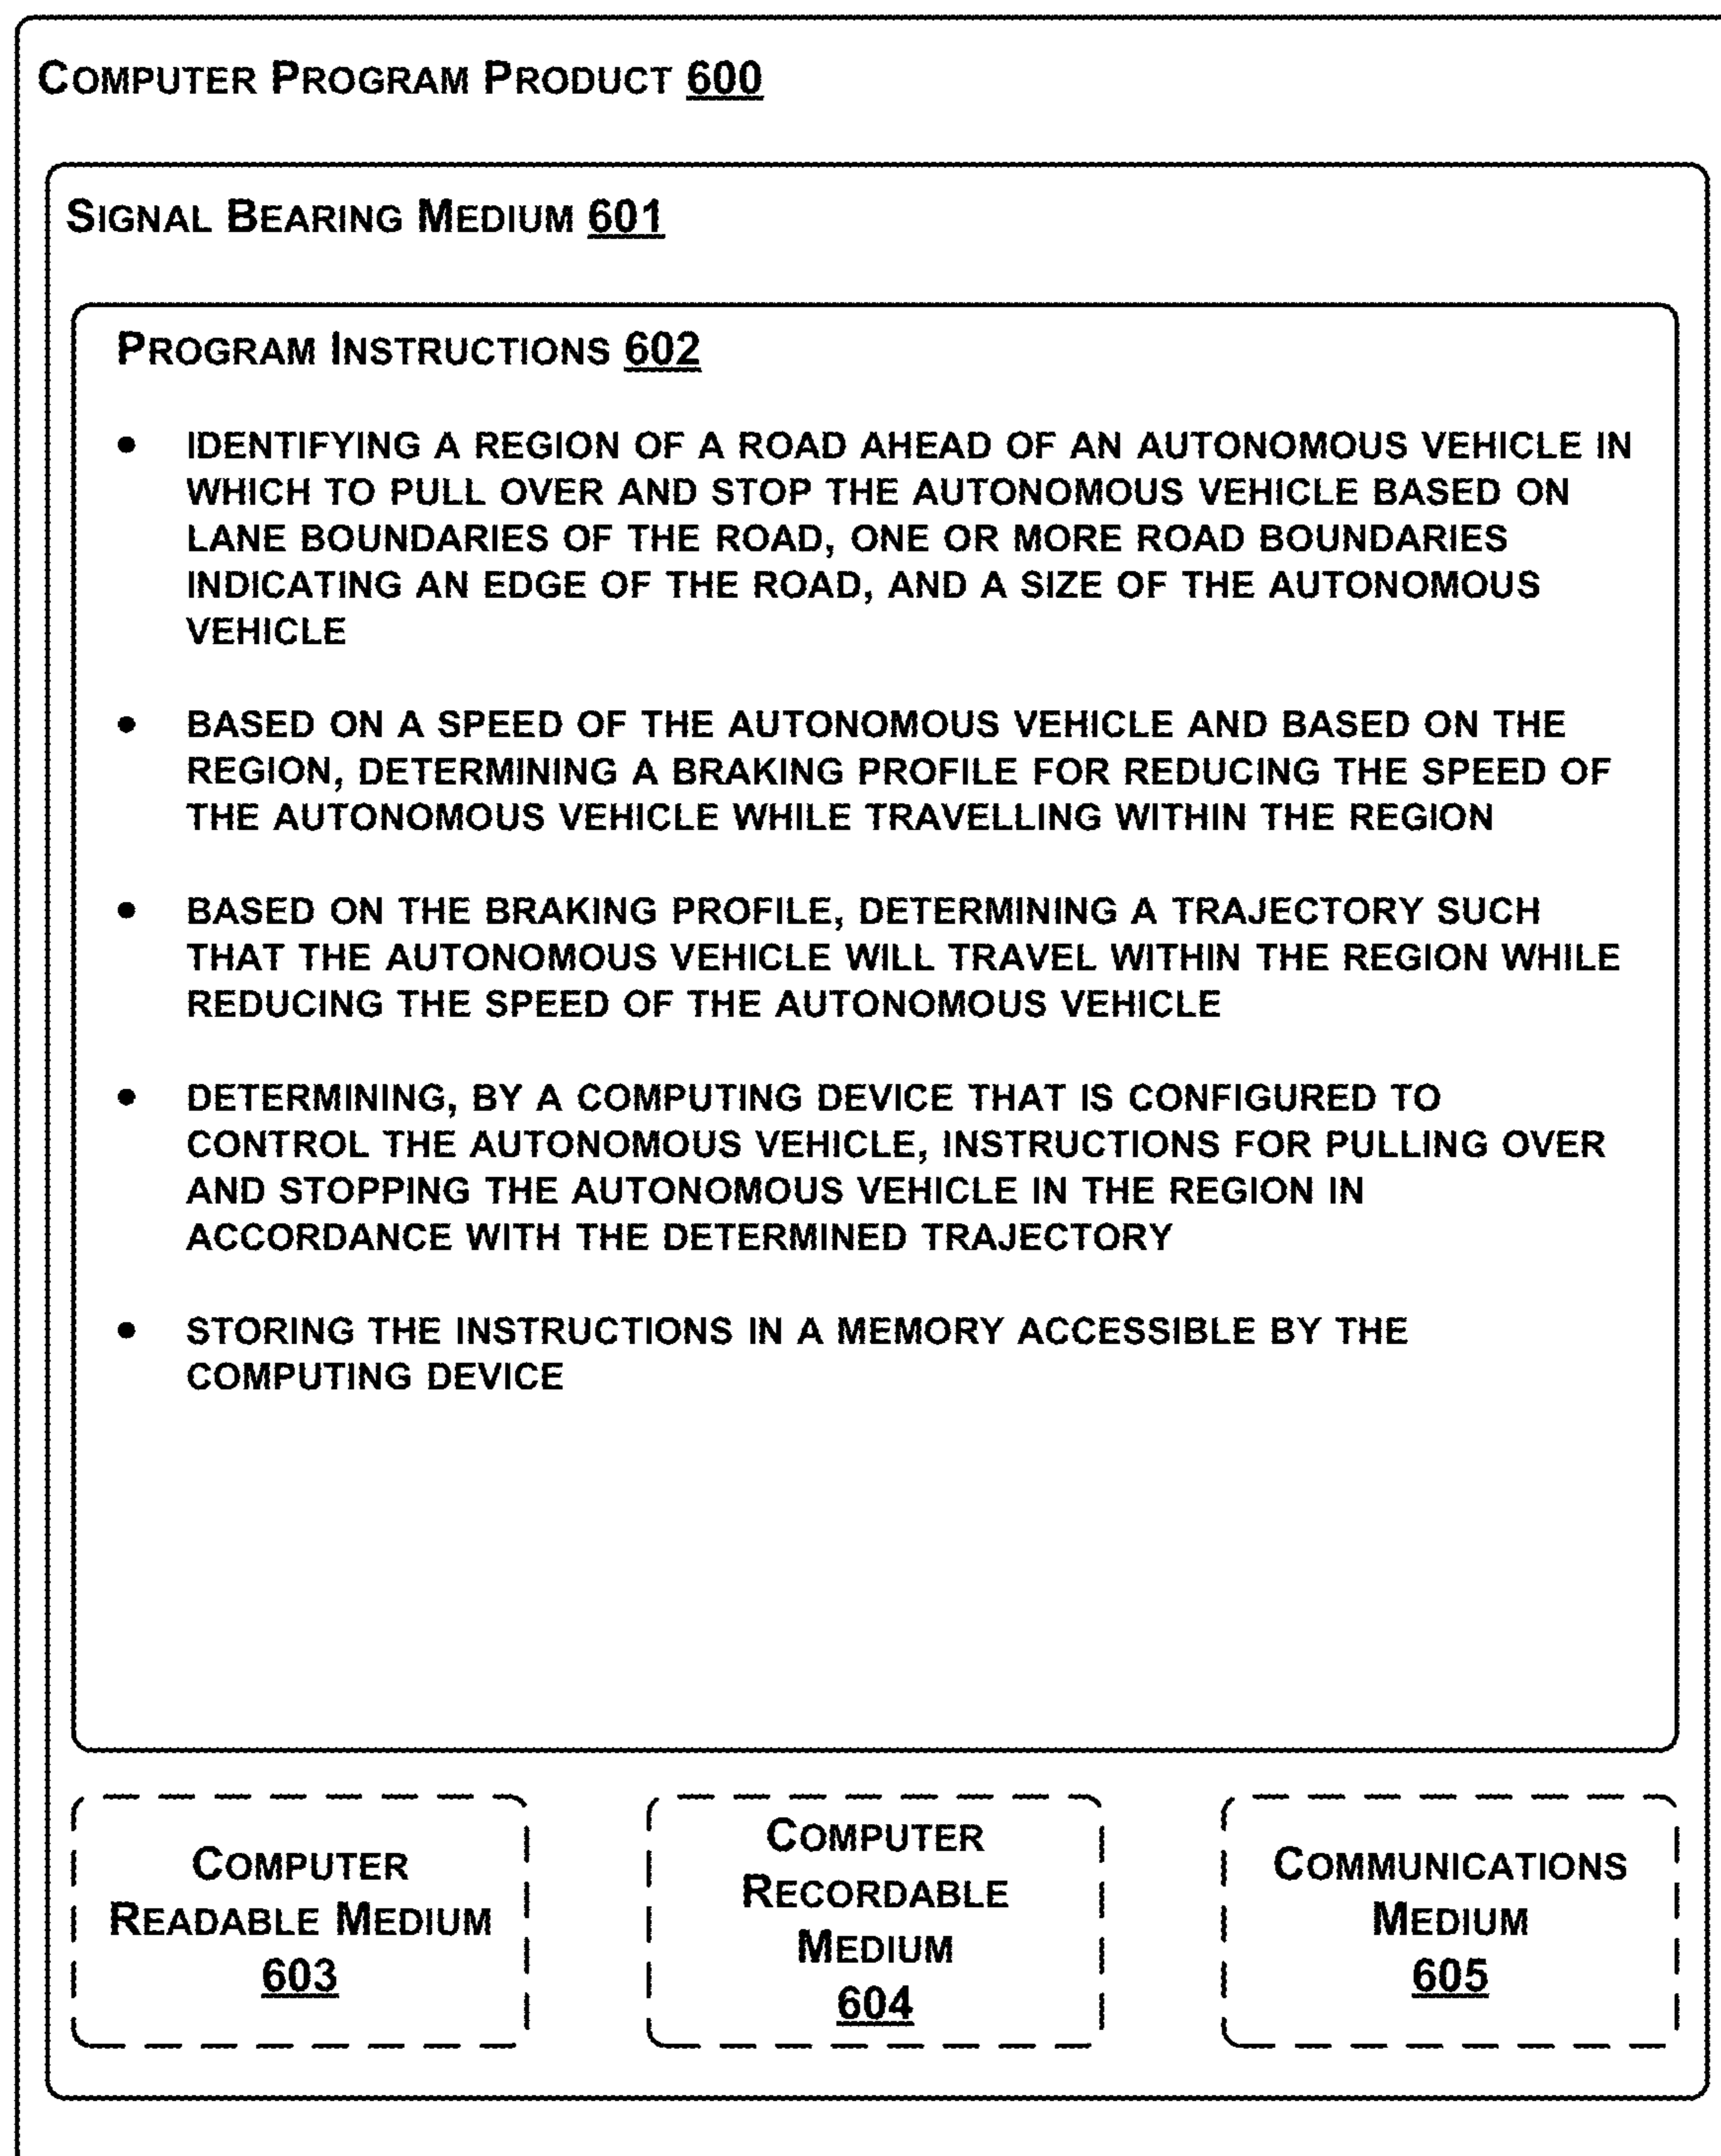 COMPUTER PROGRAM PRODUCT 600
SIGNAL BEARING MEDIUM 601
PROGRAM INSTRUCTIONS 602
• IDENTIFYING A REGION OF A ROAD AHEAD OF AN AUTONOMOUS VEHICLE IN
WHICH TO PULL OVER AND STOP THE AUTONOMOUS VEHICLE BASED ON
LANE BOUNDARIES OF THE ROAD, ONE OR MORE ROAD BOUNDARIES
INDICATING AN EDGE OF THE ROAD, AND A SIZE OF THE AUTONOMOUS
VEHICLE
• BASED ON A SPEED OF THE AUTONOMOUS VEHICLE AND BASED ON THE
REGION, DETERMINING A BRAKING PROFILE FOR REDUCING THE SPEED OF
THE AUTONOMOUS VEHICLE WHILE TRAVELLING WITHIN THE REGION
• BASED ON THE BRAKING PROFILE, DETERMINING A TRAJECTORY SUCH
THAT THE AUTONOMOUS VEHICLE WILL TRAVEL WITHIN THE REGION WHILE
REDUCING THE SPEED OF THE AUTONOMOUS VEHICLE
• DETERMINING, BY A COMPUTING DEVICE THAT IS CONFIGURED TO
CONTROL THE AUTONOMOUS VEHICLE, INSTRUCTIONS FOR PULLING OVER
AND STOPPING THE AUTONOMOUS VEHICLE IN THE REGION IN
ACCORDANCE WITH THE DETERMINED TRAJECTORY
• STORING THE INSTRUCTIONS IN A MEMORY ACCESSIBLE BY THE
COMPUTING DEVICE
COMPUTER
READABLE MEDIUM
603
COMPUTER
RECORDABLE
MEDIUM
604
COMMUNICATIONS
MEDIUM
605